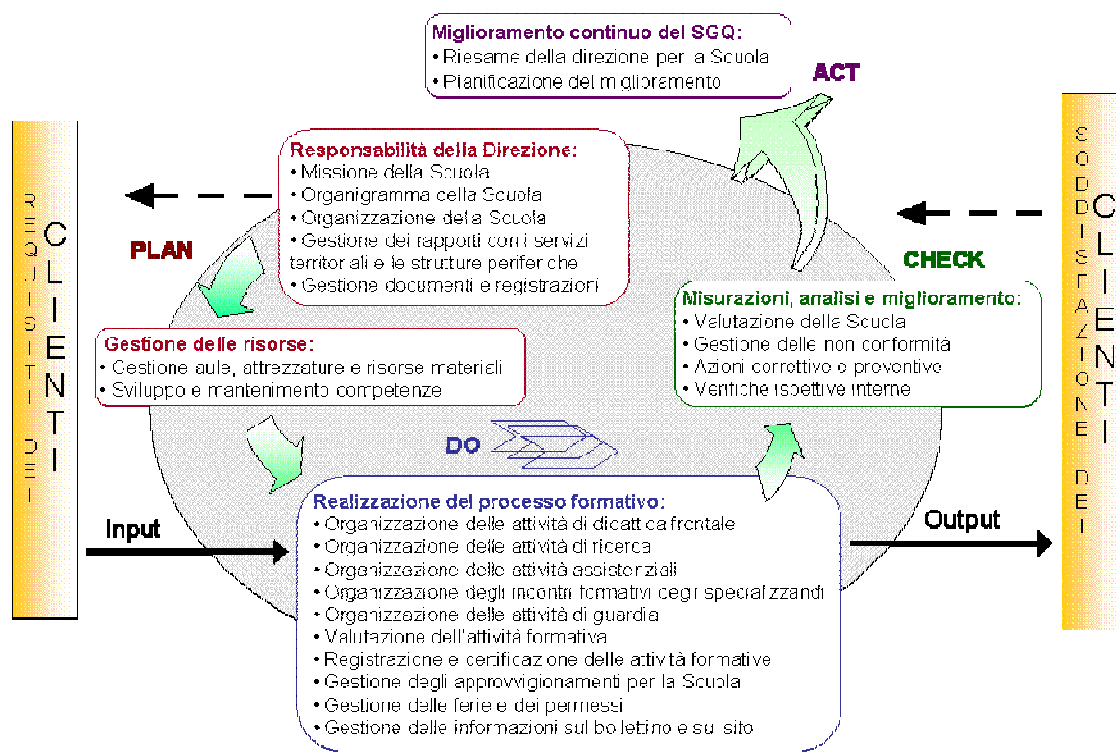 Miglioramento continuo del SGQ:
• Riesame della direzione per la Scuola
• Pianificazione del miglioramento
ACT
REQUISITI DEI
CLIENTI
Responsabilità della Direzione:
• Missione della Scuola
• Organigramma della Scuola
• Organizzazione della Scuola
• Gestione dei rapporti con i servizi
territoriali e le strutture periferiche
• Gestione documenti e registrazioni
PLAN
SODDISFAZIONE DEI
CLIENTI
CHECK
Misurazioni, analisi e miglioramento:
• Valutazione della Scuola
• Gestione delle non conformità
• Azioni correttive e preventive
• Verifiche ispettive interne
Gestione delle risorse:
• Gestione aule, attrezzature e risorse materiali
• Sviluppo e mantenimento competenze
DO
Input
Realizzazione del processo formativo:
• Organizzazione delle attività di didattica frontale
• Organizzazione delle attività di ricerca
• Organizzazione delle attività assistenziali
• Organizzazione degli incontri formativi degli specializzandi
• Organizzazione delle attività di guardia
• Valutazione dell'attività formativa
• Registrazione e certificazione delle attività formative
• Gestione degli approvvigionamenti per la Scuola
• Gestione delle ferie e dei permessi
• Gestione delle informazioni sul bollettino e su sito
Output